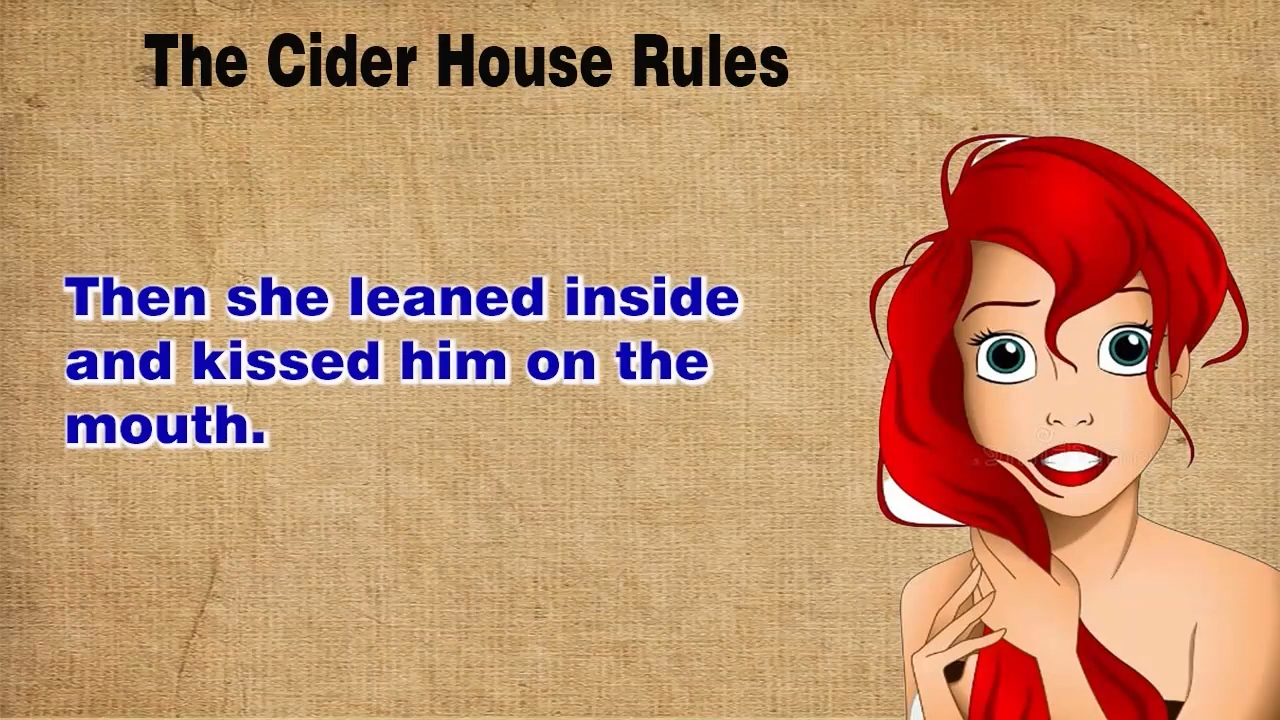 The Cider House Rules
Then she leaned inside
and kissed him on the
mouth.